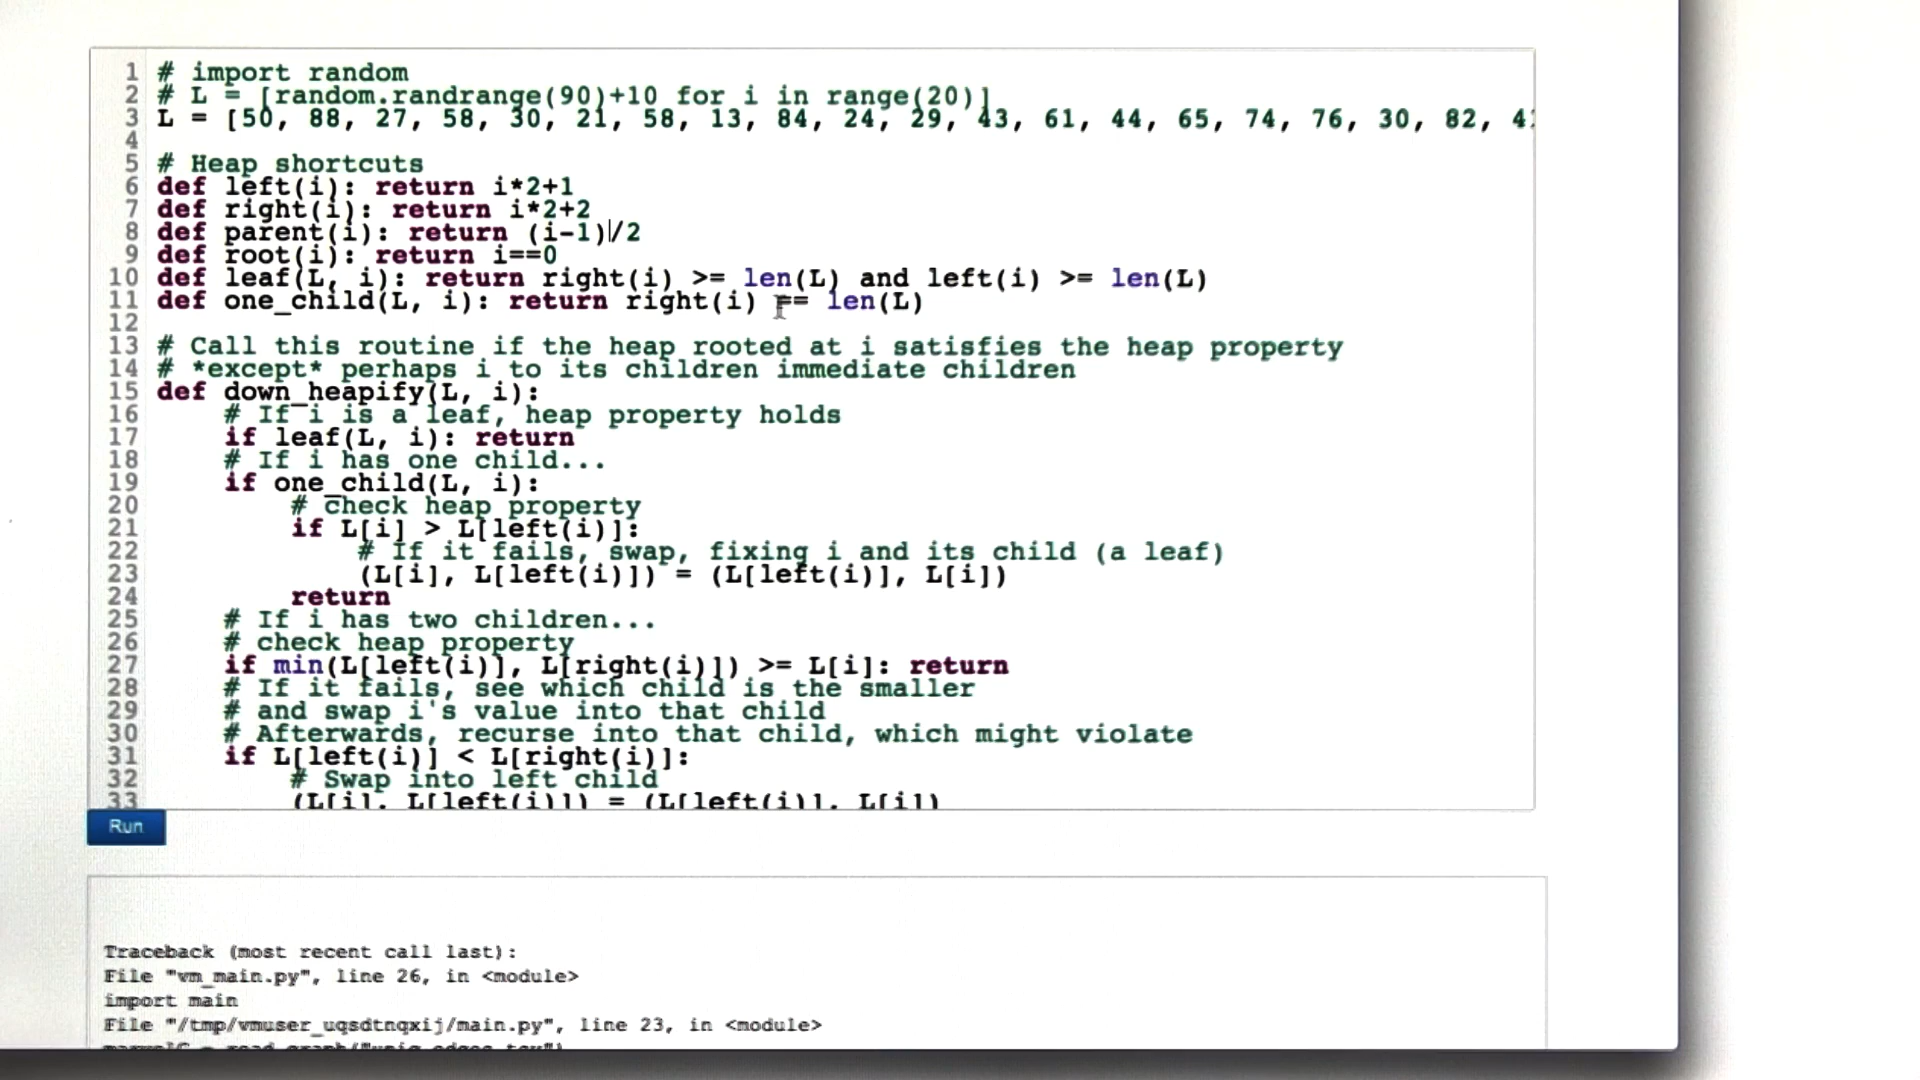 1 # import random
2 # L = [random.randrange(90)+10 for i in range(20)]
3 L = [50, 88, 27, 58, 30, 21, 58, 13, 84, 24, 29, 43, 61, 44, 65, 74, 76, 30, 82, 4
4
5 # Heap shortcuts
6 def left(i): return i*2+1
7 def right(i): return i*2+2
8 def parent(i): return (i-1)/2
9 def root(i): return i==0
10 def leaf(L, i): return right(i) >= len(L) and left(i) >= len(L)
11 def one_child(L, i): return right(i) == len(L)
12
13 # Call this routine if the heap rooted at i satisfies the heap property
14 # *except* perhaps i to its children immediate children
15 def down_heapify(L, i):
16 # If i is a leaf, heap property holds
17 if leaf(L, i): return
18 # If i has one child...
19 if one_child(L, i):
20 # check heap property
21 if L[i] > L[left(i)]:
22 # If it fails, swap, fixing i and its child (a leaf)
23 (L[i], L[left(i)]) = (L[left(i)], L[i])
24 return
25 # If i has two children...
26 # check heap property
27 if min(L[left(i)], L[right(i)]) >= L[i]: return
28 # If it fails, see which child is the smaller
29 # and swap i's value into that child
30 # Afterwards, recurse into that child, which might violate
31 if L[left(i)] < L[right(i)]:
32 # Swap into left child
33 (L[i], L[left(i)]) = (L[left(i)], L[i])
Run
Traceback (most recent call last):
File "vm_main.py", line 26, in <module>
import main
File "/tmp/vmuser_uqsdtnqxij/main.py", line 23, in <module>